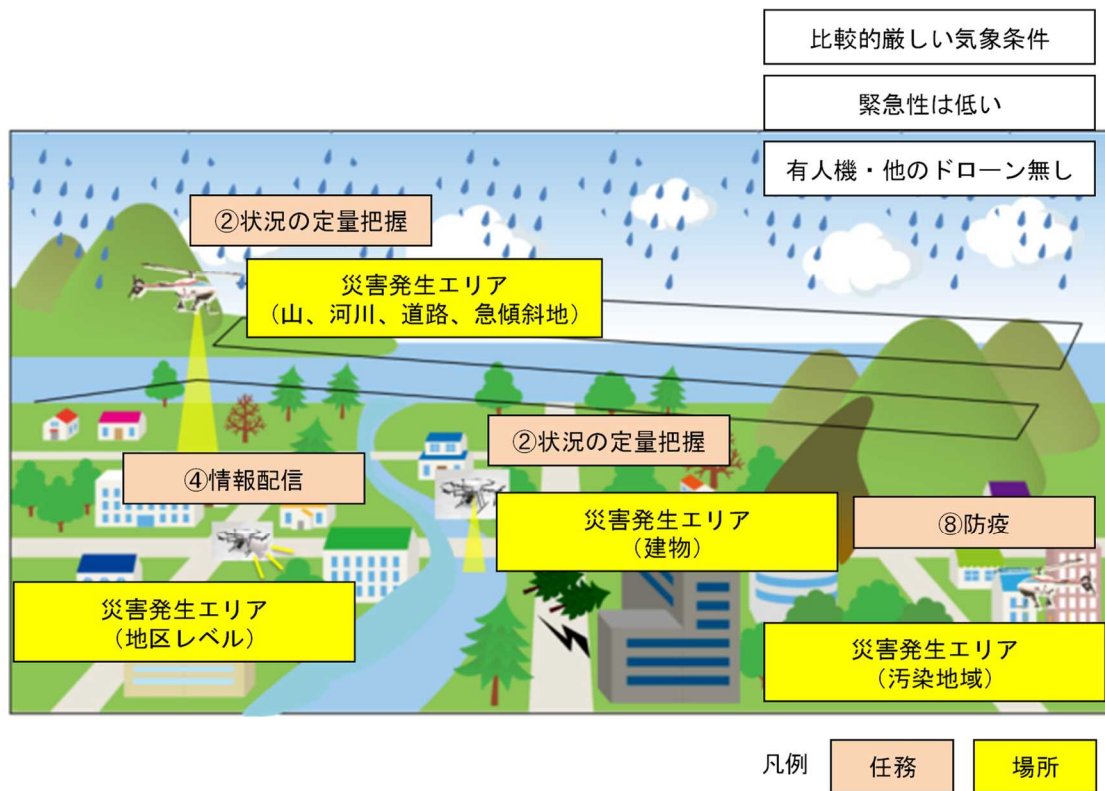 比較的厳しい気象条件
緊急性は低い
有人機・他のドローン無し
②状況の定量把握
災害発生エリア
（山、河川、道路、急傾斜地）
②状況の定量把握
④情報配信
災害発生エリア
（建物）
⑧防疫
災害発生エリア
（地区レベル）
災害発生エリア
（汚染地域）
凡例
任務
場所